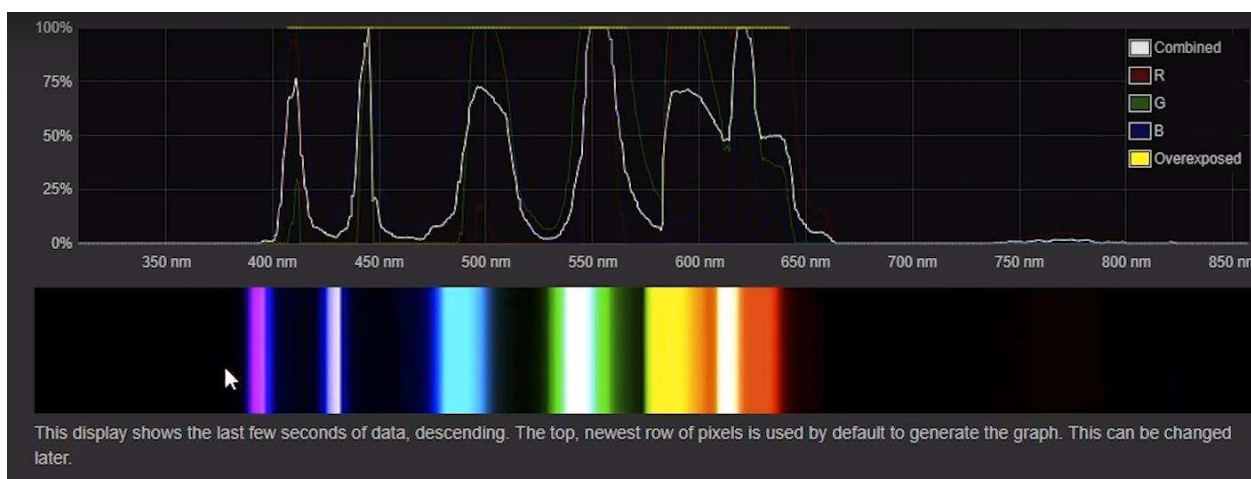 100%
75%
50%
25%
0%
Combined
R
G
B
Overexposed
350 nm 400 nm 450 nm 500 nm 550 nm 600 nm 650 nm 700 nm 750 nm 800 nm 850 nm
This display shows the last few seconds of data, descending. The top, newest row of pixels is used by default to generate the graph. This can be changed
later.